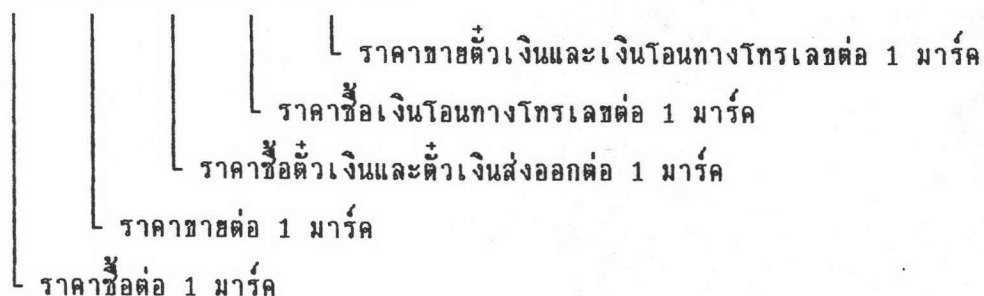 ราคาขายตั๋วเงินและเงินโอนทางโทรเลขต่อ 1 มาร์ค
ราคาซื้อเงินโอนทางโทรเลขต่อ 1 มาร์ค
ราคาซื้อตั๋วเงินและตั๋วเงินส่งออกต่อ 1 มาร์ค
ราคาขายต่อ 1 มาร์ค
ราคาซื้อต่อ 1 มาร์ค